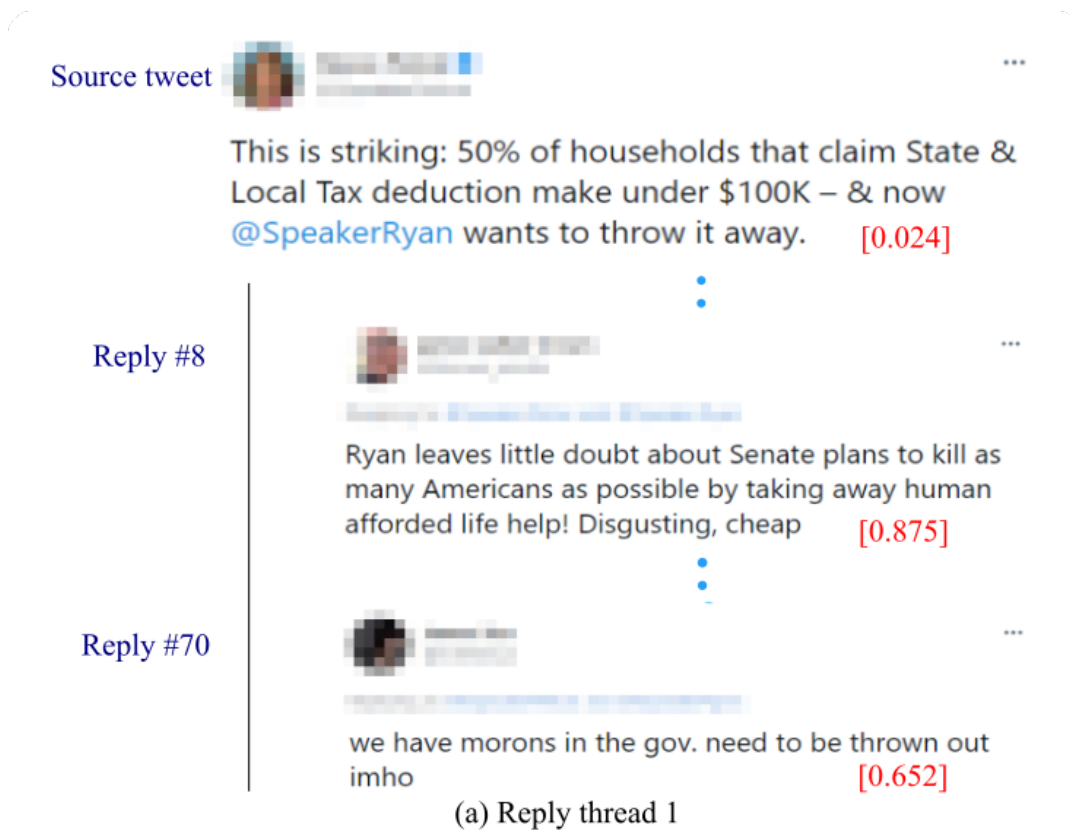 Source tweet
This is striking: 50% of households that claim State &
Local Tax deduction make under $100K – & now
@SpeakerRyan wants to throw it away. [0.024]
Reply #8
Ryan leaves little doubt about Senate plans to kill as
many Americans as possible by taking away human
afforded life help! Disgusting, cheap [0.875]
Reply #70
we have morons in the gov. need to be thrown out
imho [0.652]
(a) Reply thread 1